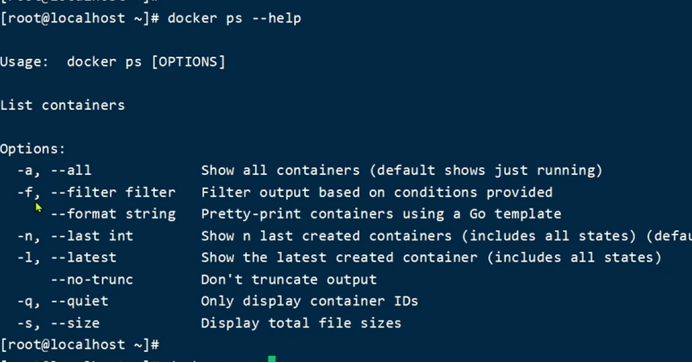 [root@localhost ~]# docker ps --help
Usage:  docker ps [OPTIONS]
List containers
Options:
  -a, --all             Show all containers (default shows just running)
  -f, --filter filter   Filter output based on conditions provided
      --format string   Pretty-print containers using a Go template
  -n, --last int        Show n last created containers (includes all states) (defau
  -l, --latest          Show the latest created container (includes all states)
      --no-trunc        Don't truncate output
  -q, --quiet           Only display container IDs
  -s, --size            Display total file sizes
[root@localhost ~]#